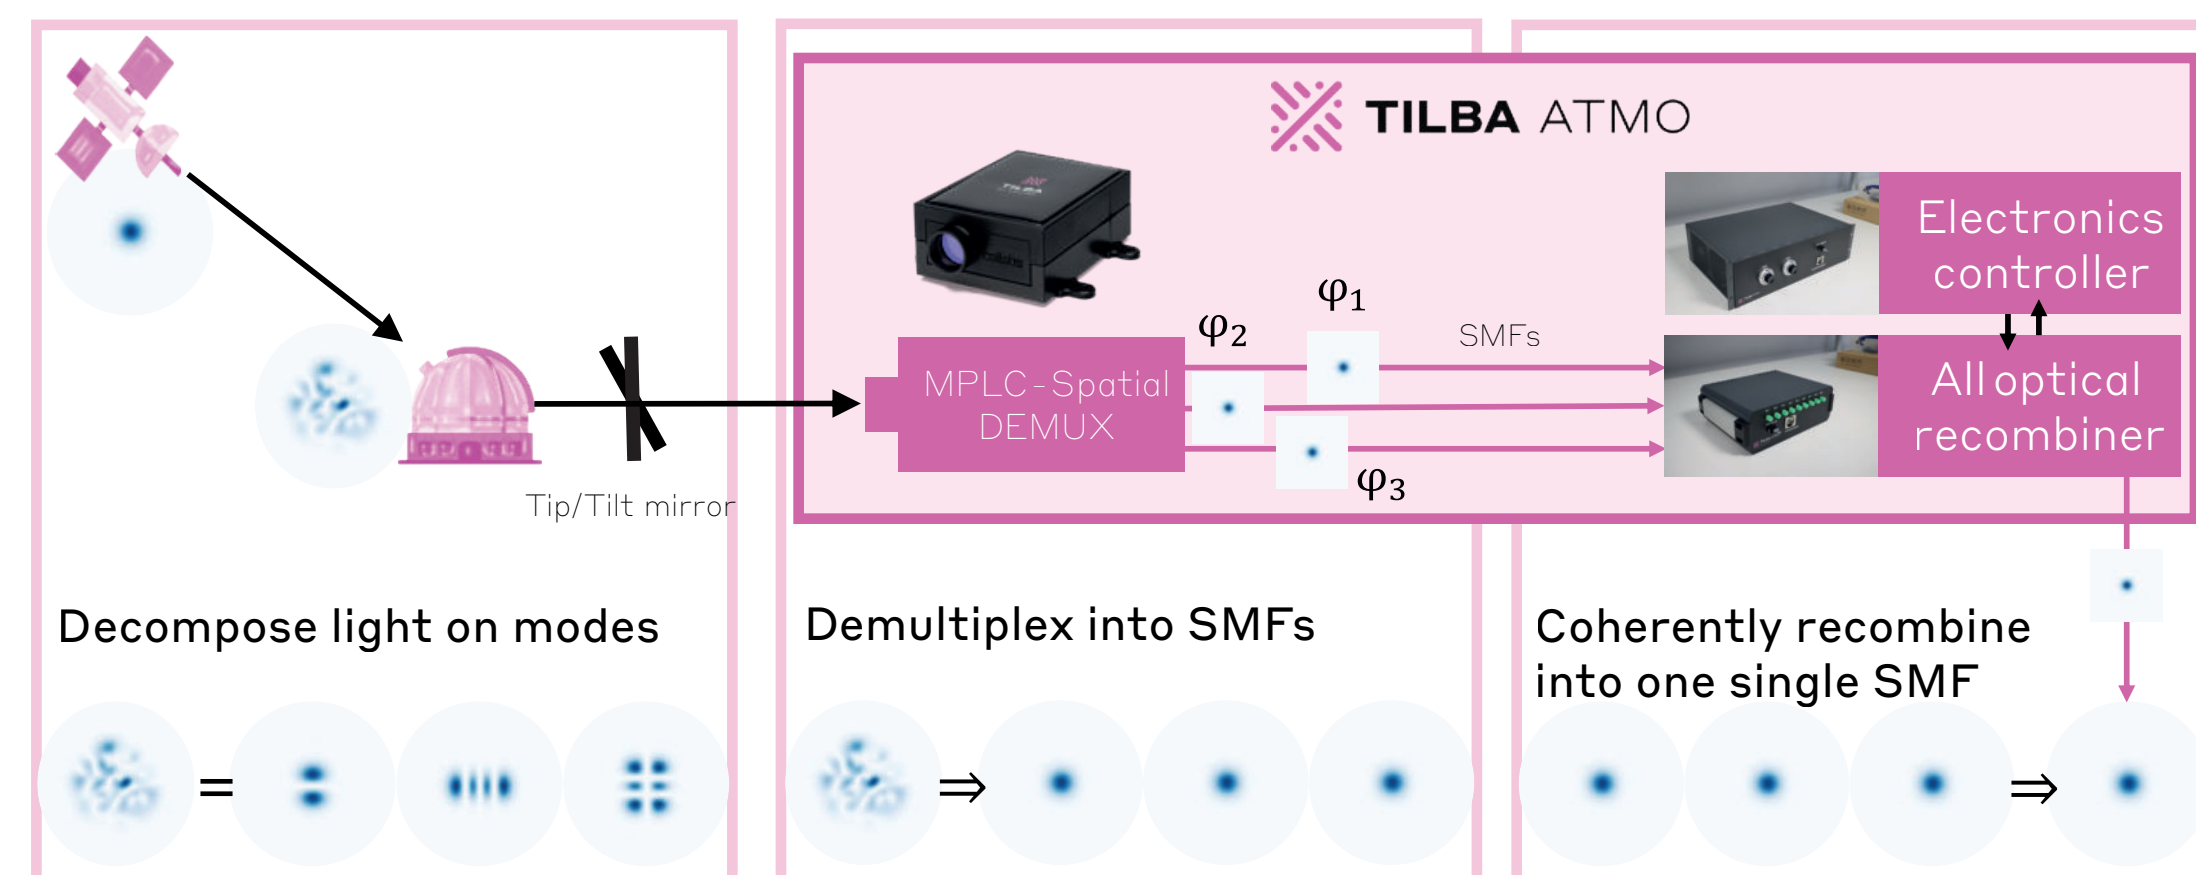 TILBA ATMO
Electronics
controller
φ1
φ2
SMFs
MPLC-Spatial
DEMUX
All optical
recombiner
φ3
Tip/Tilt mirror
Decompose light on modes
Demultiplex into SMFs
Coherently recombine
into one single SMF
=
⇒
⇒
TILBA